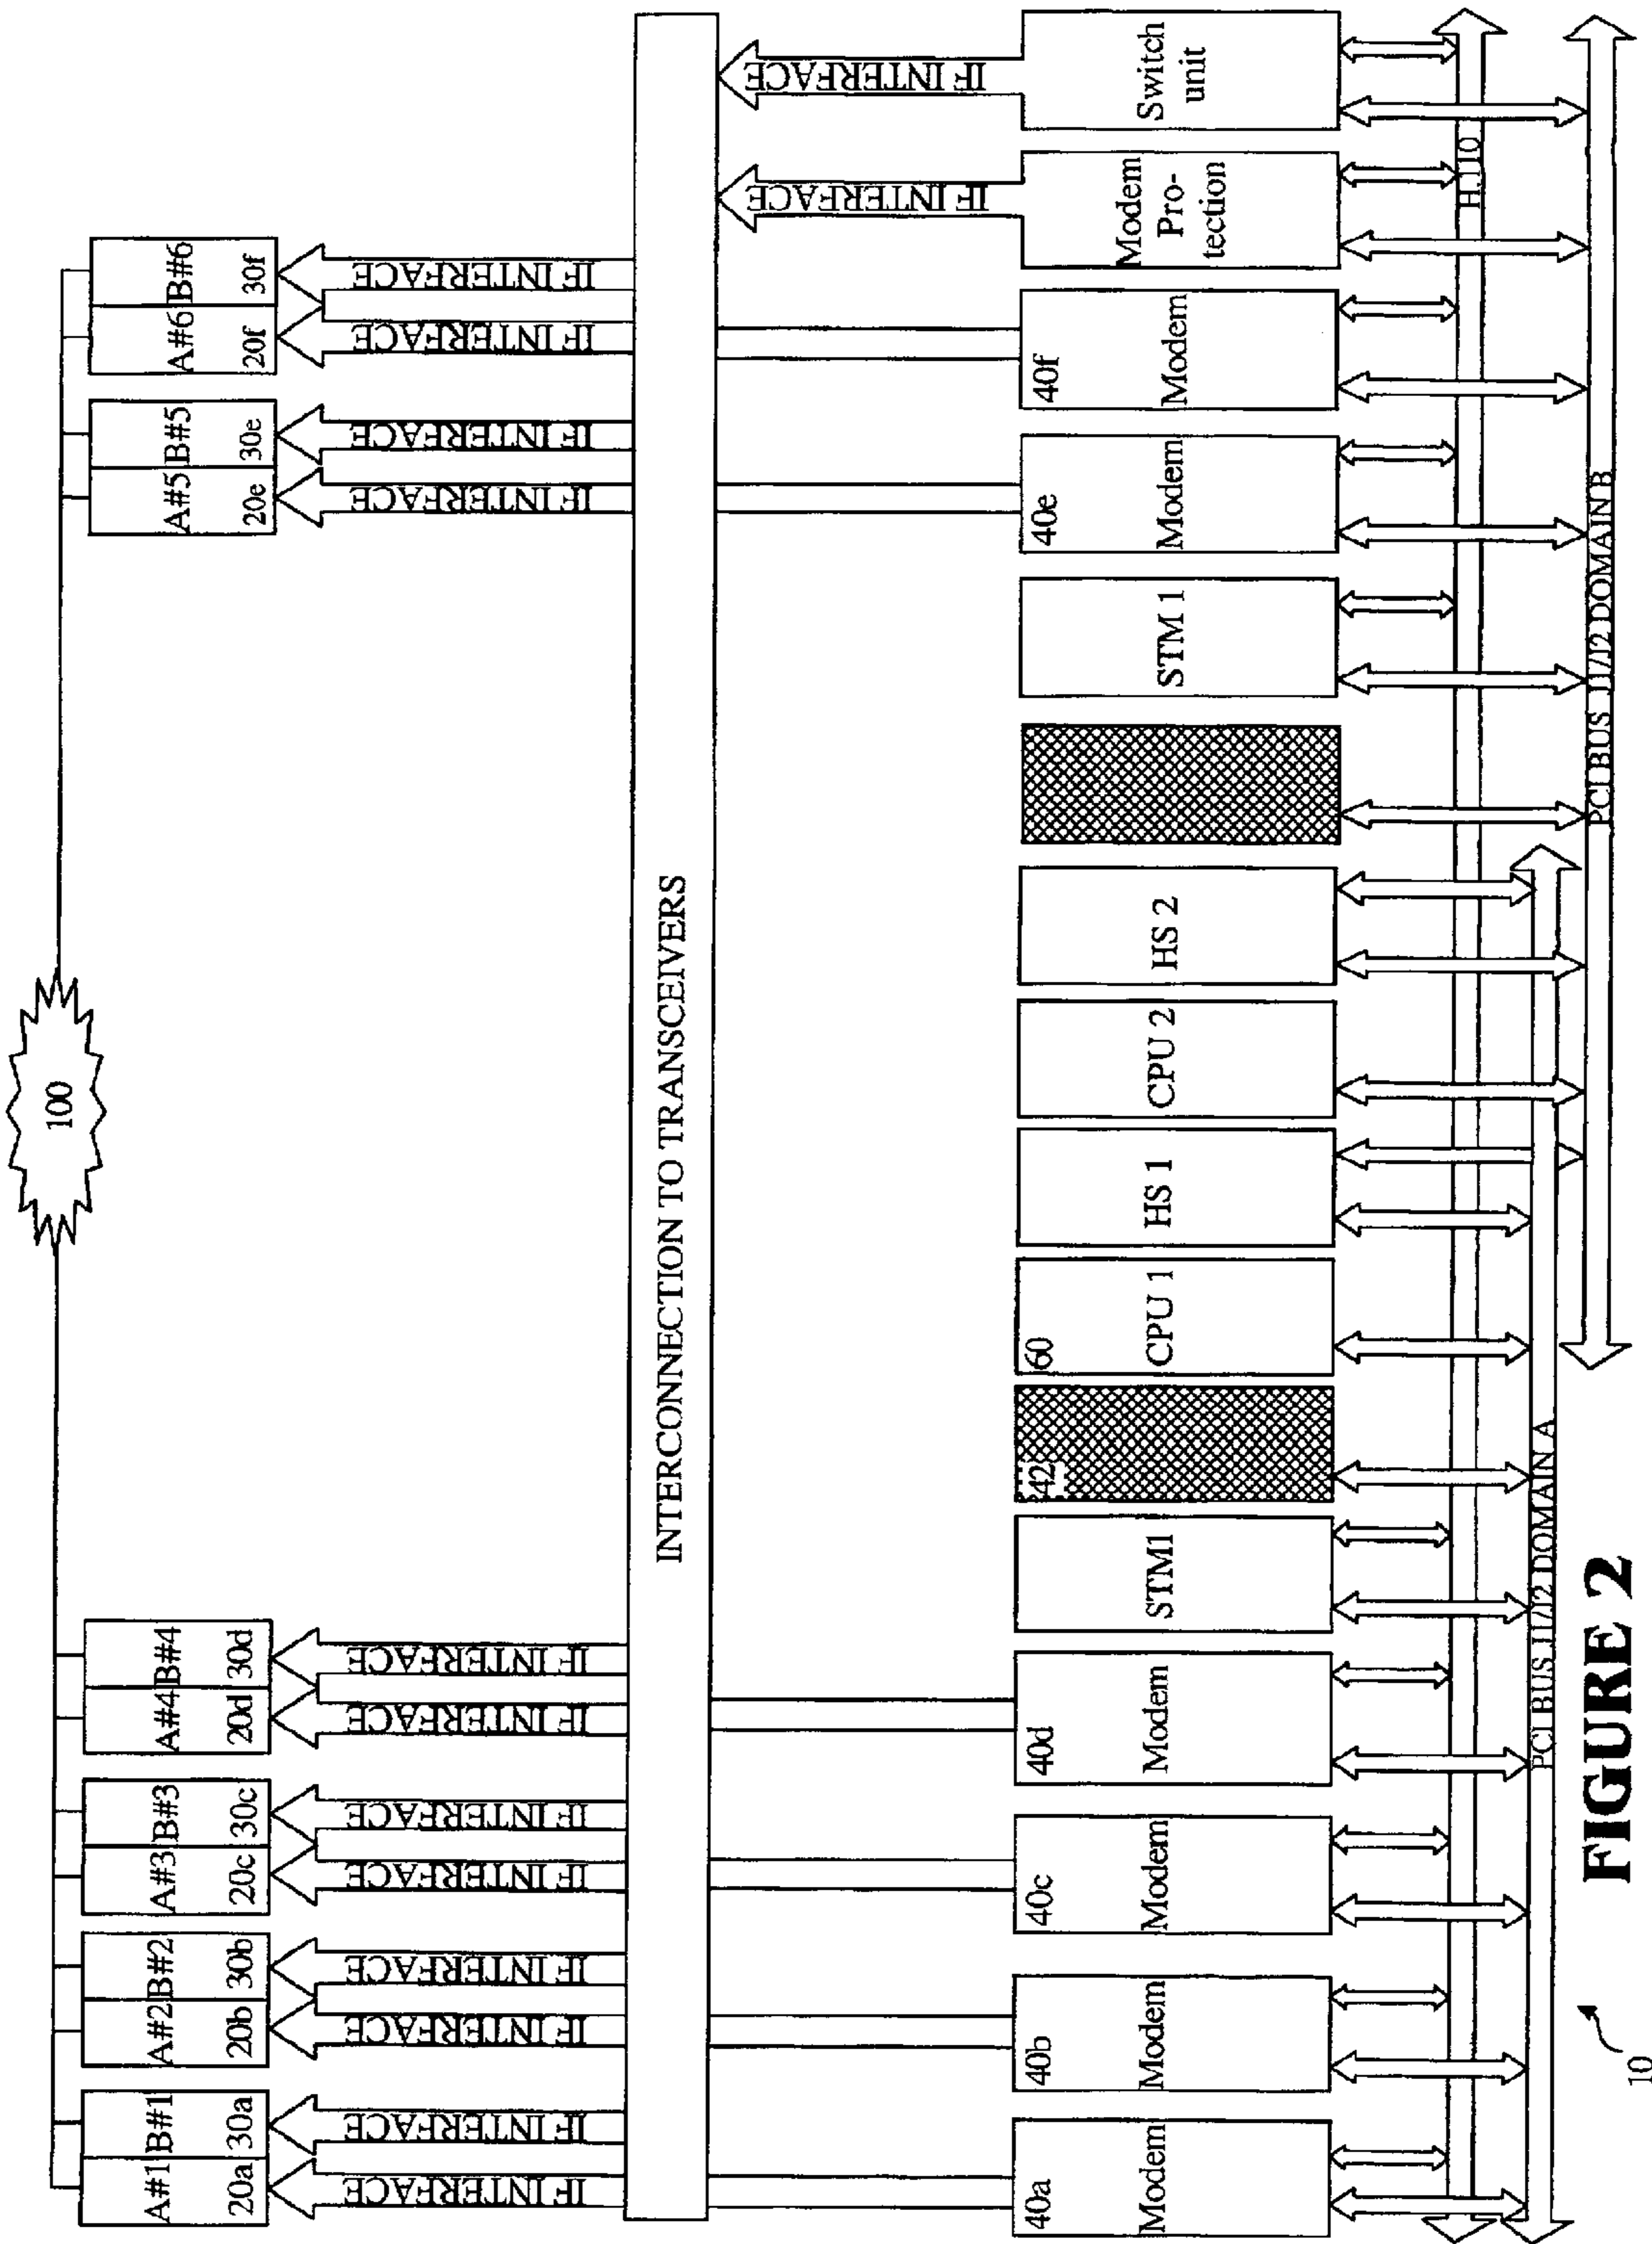 100
A#1
20a
B#1
30a
A#2
20b
B#2
30b
A#3
20c
B#3
30c
A#4
20d
B#4
30d
A#5
20e
B#5
30e
A#6
20f
B#6
30f
IF INTERFACE
IF INTERFACE
IF INTERFACE
IF INTERFACE
IF INTERFACE
IF INTERFACE
IF INTERFACE
IF INTERFACE
IF INTERFACE
IF INTERFACE
IF INTERFACE
IF INTERFACE
INTERCONNECTION TO TRANSCEIVERS
IF INTERFACE
IF INTERFACE
40a
Modem
40b
Modem
40c
Modem
40d
Modem
STM1
42
60
CPU 1
HS 1
CPU 2
HS 2
STM 1
40e
Modem
40f
Modem
Modem
Pro-
tection
Switch
unit
H.110
PCI BUS J1/J2 DOMAIN A
PCI BUS J1/J2 DOMAIN B
10
FIGURE 2